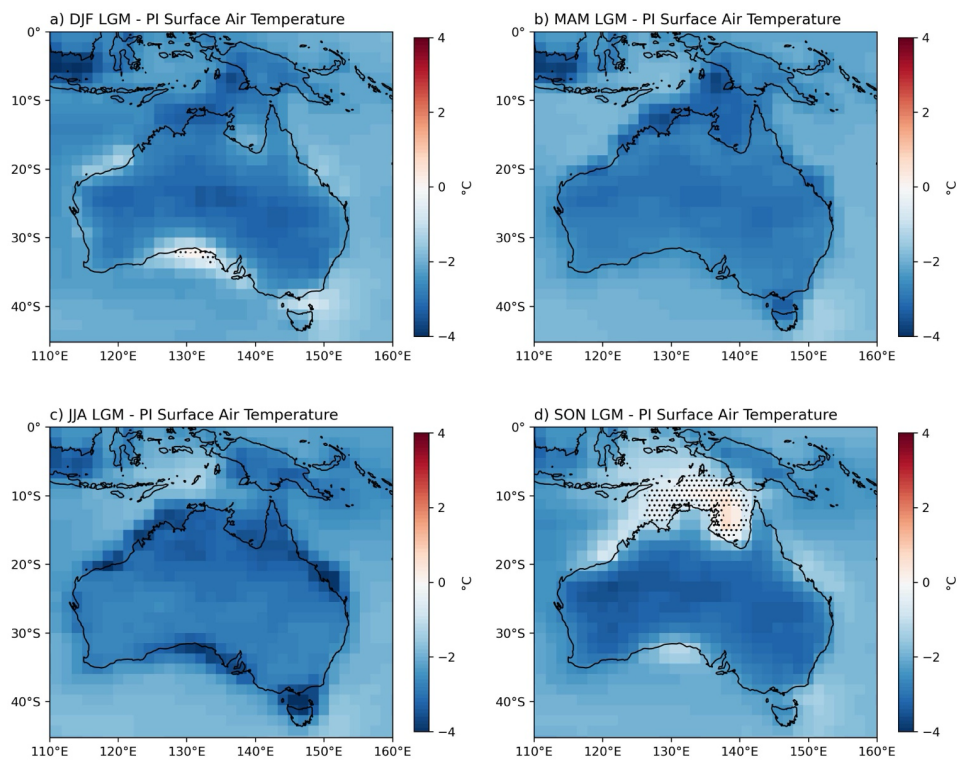 a) DJF LGM - PI Surface Air Temperature
0°
10°S
20°S
30°S
40°S
110°E 120°E 130°E 140°E 150°E 160°E
4
2
0
−2
−4
°C
b) MAM LGM - PI Surface Air Temperature
0°
10°S
20°S
30°S
40°S
110°E 120°E 130°E 140°E 150°E 160°E
4
2
0
−2
−4
°C
c) JJA LGM - PI Surface Air Temperature
0°
10°S
20°S
30°S
40°S
110°E 120°E 130°E 140°E 150°E 160°E
4
2
0
−2
−4
°C
d) SON LGM - PI Surface Air Temperature
0°
10°S
20°S
30°S
40°S
110°E 120°E 130°E 140°E 150°E 160°E
4
2
0
−2
−4
°C